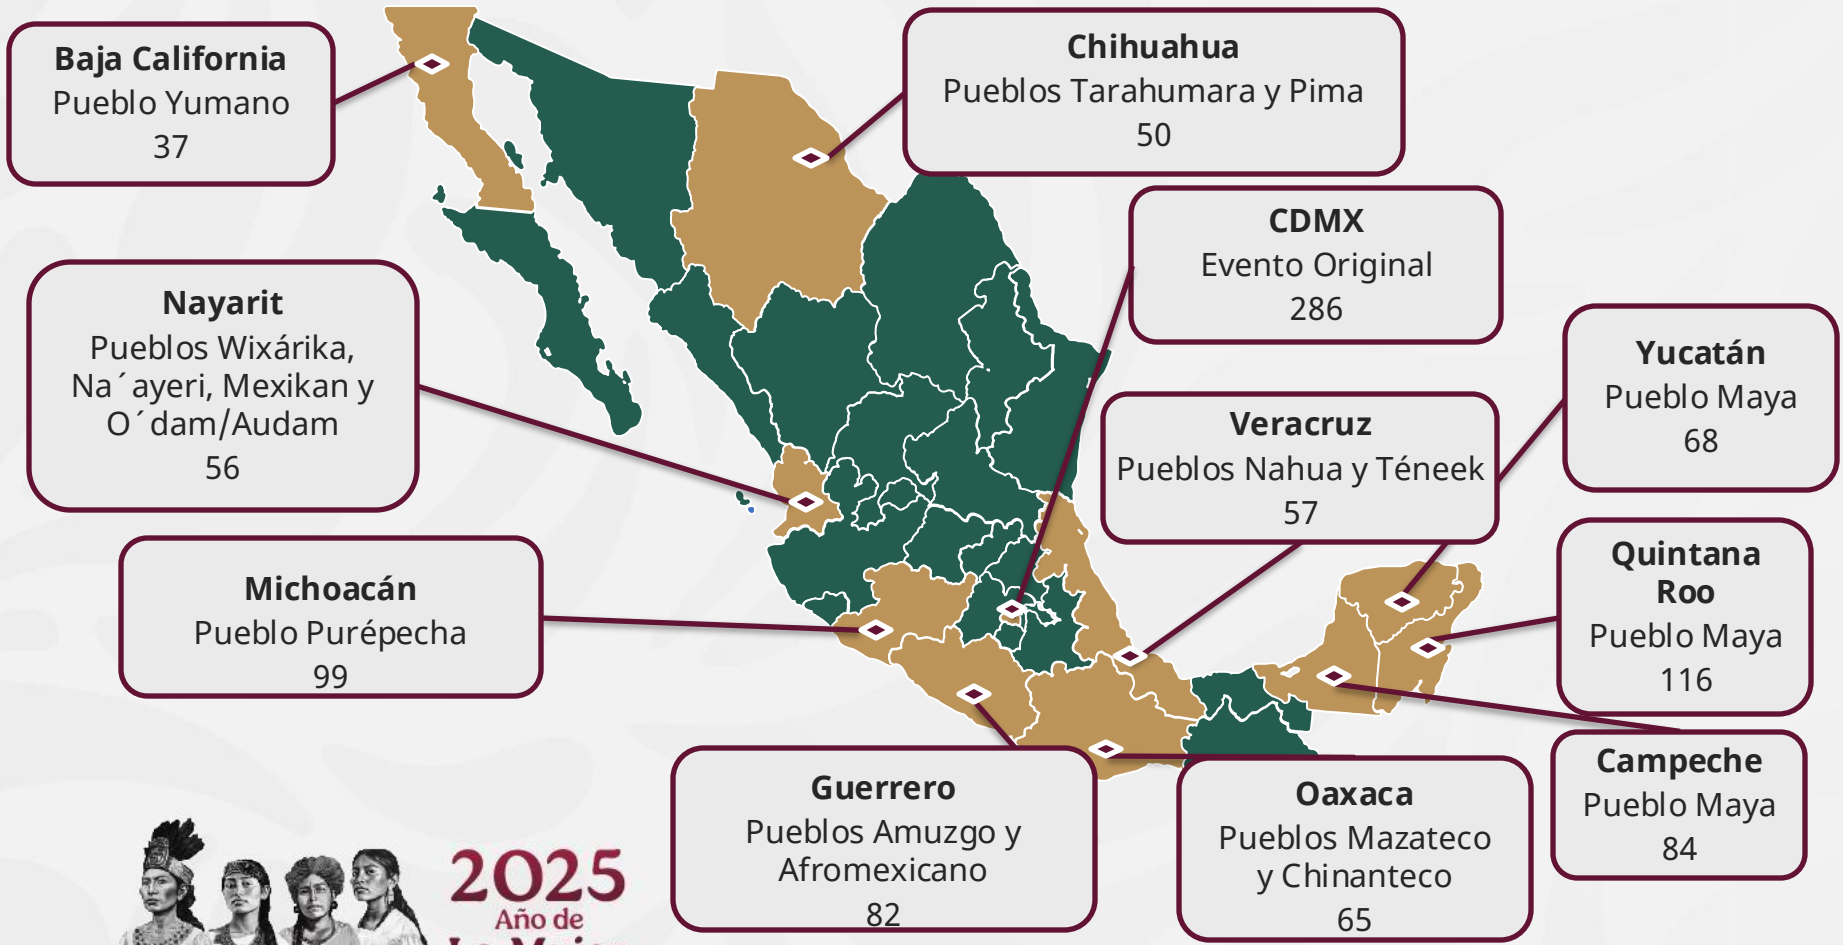 Baja California
Pueblo Yumano
37
Chihuahua
Pueblos Tarahumara y Pima
50
CDMX
Evento Original
286
Nayarit
Pueblos Wixárika,
Na´ayeri, Mexikan y
O´dam/Audam
56
Yucatán
Pueblo Maya
68
Veracruz
Pueblos Nahua y Téneek
57
Quintana
Roo
Pueblo Maya
116
Michoacán
Pueblo Purépecha
99
Campeche
Pueblo Maya
84
Guerrero
Pueblos Amuzgo y
Afromexicano
82
Oaxaca
Pueblos Mazateco
y Chinanteco
65
2025
Año de
La Mujer